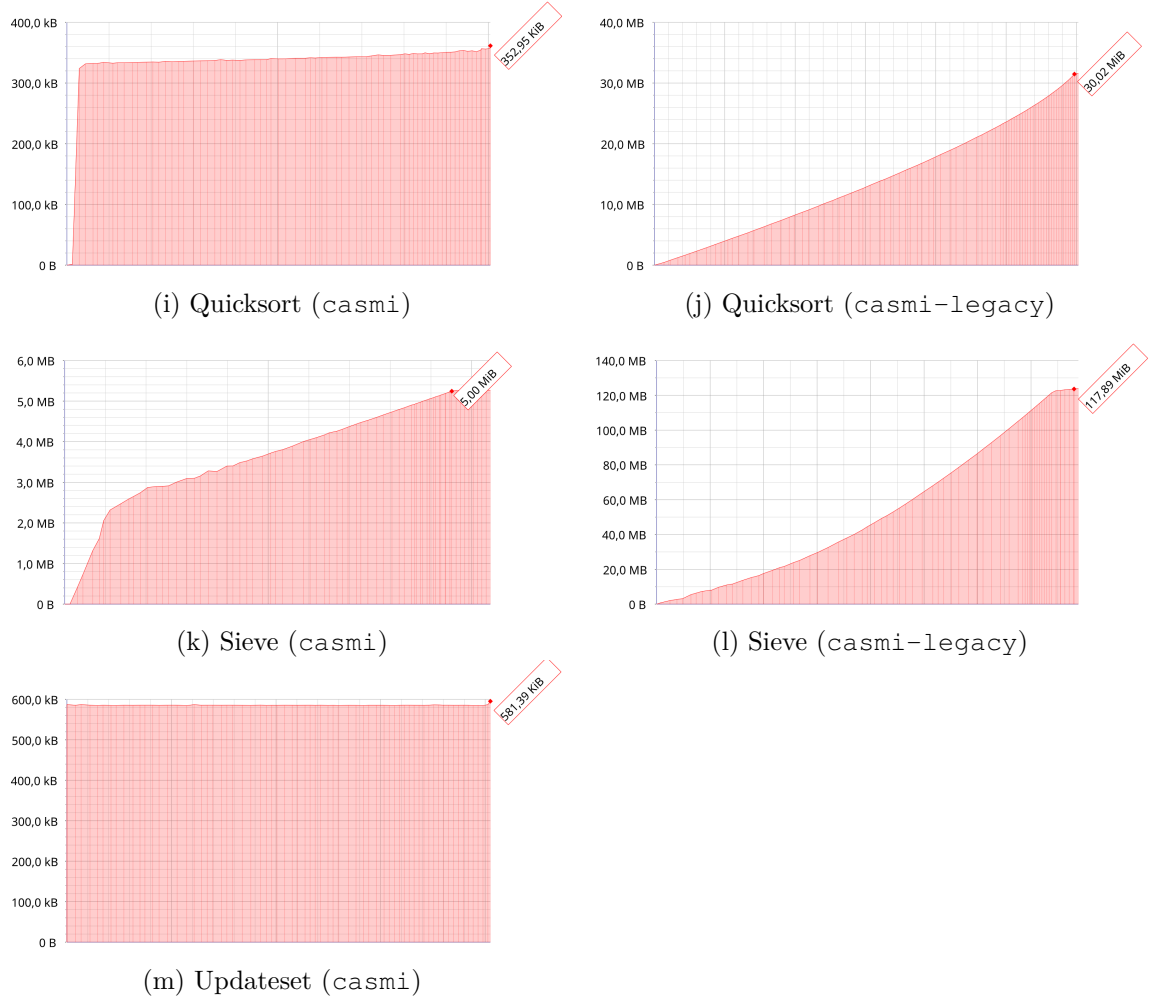 400,0 kB
300,0 kB
200,0 kB
100,0 kB
0 B
352,95 KiB
(i) Quicksort (casmi)
40,0 MB
30,0 MB
20,0 MB
10,0 MB
0 B
30,02 MiB
(j) Quicksort (casmi-legacy)
6,0 MB
5,0 MB
4,0 MB
3,0 MB
2,0 MB
1,0 MB
0 B
5,00 MiB
(k) Sieve (casmi)
140,0 MB
120,0 MB
100,0 MB
80,0 MB
60,0 MB
40,0 MB
20,0 MB
0 B
117,89 MiB
(l) Sieve (casmi-legacy)
600,0 kB
500,0 kB
400,0 kB
300,0 kB
200,0 kB
100,0 kB
0 B
581,39 KiB
(m) Updateset (casmi)